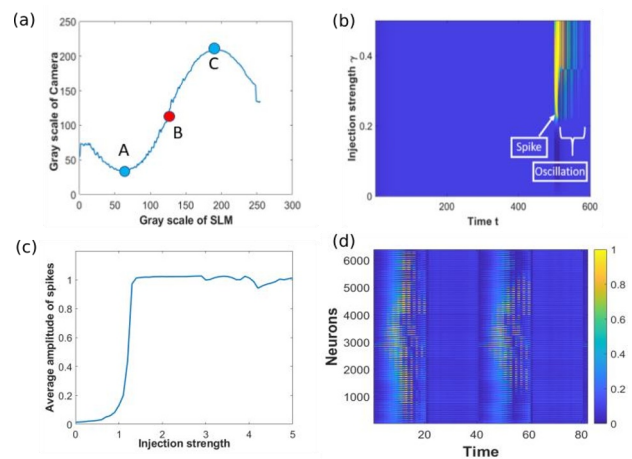 (a)
250
200
150
100
50
0
Gray scale of Camera
A
B
C
0 50 100 150 200 250 300
Gray scale of SLM
(b)
0.4
0.2
0
Injection strength γ
Spike
Oscillation
200 400 600
Time t
(c)
1
0.8
0.6
0.4
0.2
0
Average amplitude of spikes
0 1 2 3 4 5
Injection strength
(d)
6000
5000
4000
3000
2000
1000
Neurons
20 40 60 80
Time
1
0.8
0.6
0.4
0.2
0